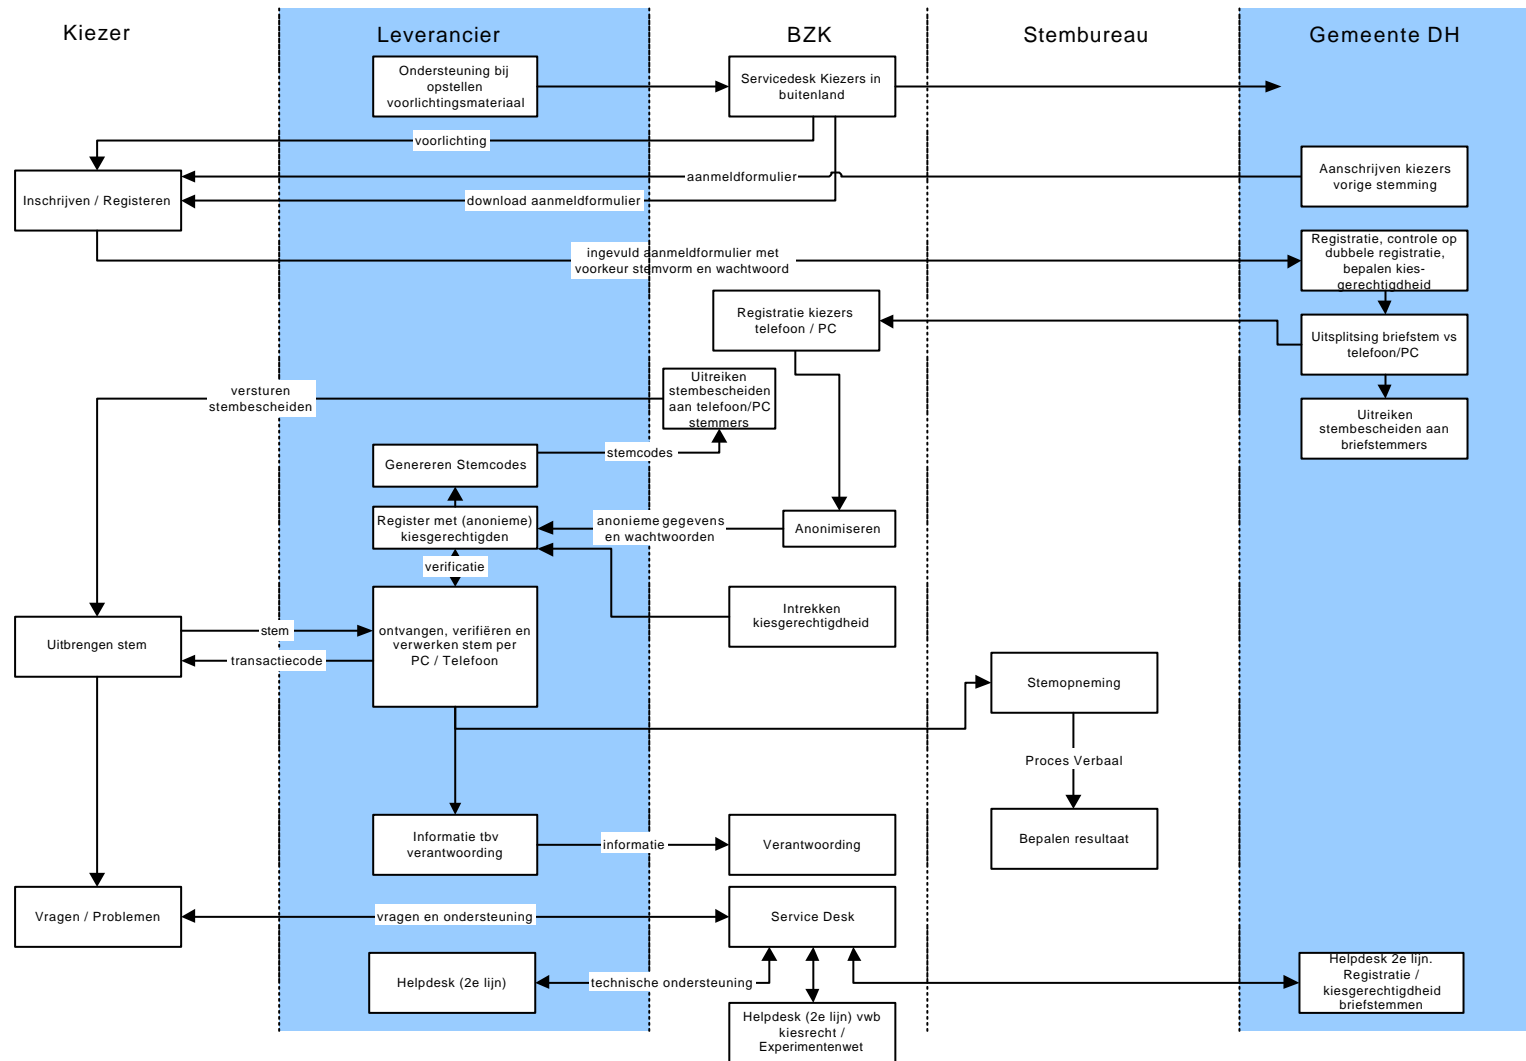 Kiezer
Leverancier
BZK
Stembureau
Gemeente DH
Ondersteuning bij
opstellen
voorlichtingsmateriaal
Servicedesk Kiezers in
buitenland
voorlichting
Aanschrijven kiezers
vorige stemming
aanmeldformulier
Inschrijven / Registeren
download aanmeldformulier
ingevuld aanmeldformulier met
voorkeur stemvorm en wachtwoord
Registratie, controle op
dubbele registratie,
bepalen kies-
gerechtigdheid
Registratie kiezers
telefoon / PC
Uitsplitsing briefstem vs
telefoon/PC
Uitreiken
stembescheiden
aan telefoon/PC
stemmers
versturen
stembescheiden
Uitreiken
stembescheiden aan
briefstemmers
Genereren Stemcodes
stemcodes
Register met (anonieme)
kiesgerechtigden
anonieme gegevens
en wachtwoorden
Anonimiseren
verificatie
Intrekken
kiesgerechtigdheid
Uitbrengen stem
stem
transactiecode
ontvangen, verifiëren en
verwerken stem per
PC / Telefoon
Stemopneming
Proces Verbaal
Bepalen resultaat
Informatie tbv
verantwoording
informatie
Verantwoording
Vragen / Problemen
vragen en ondersteuning
Service Desk
Helpdesk (2e lijn)
technische ondersteuning
Helpdesk 2e lijn.
Registratie /
kiesgerechtigdheid
briefstemmen
Helpdesk (2e lijn) vwb
kiesrecht /
Experimentenwet